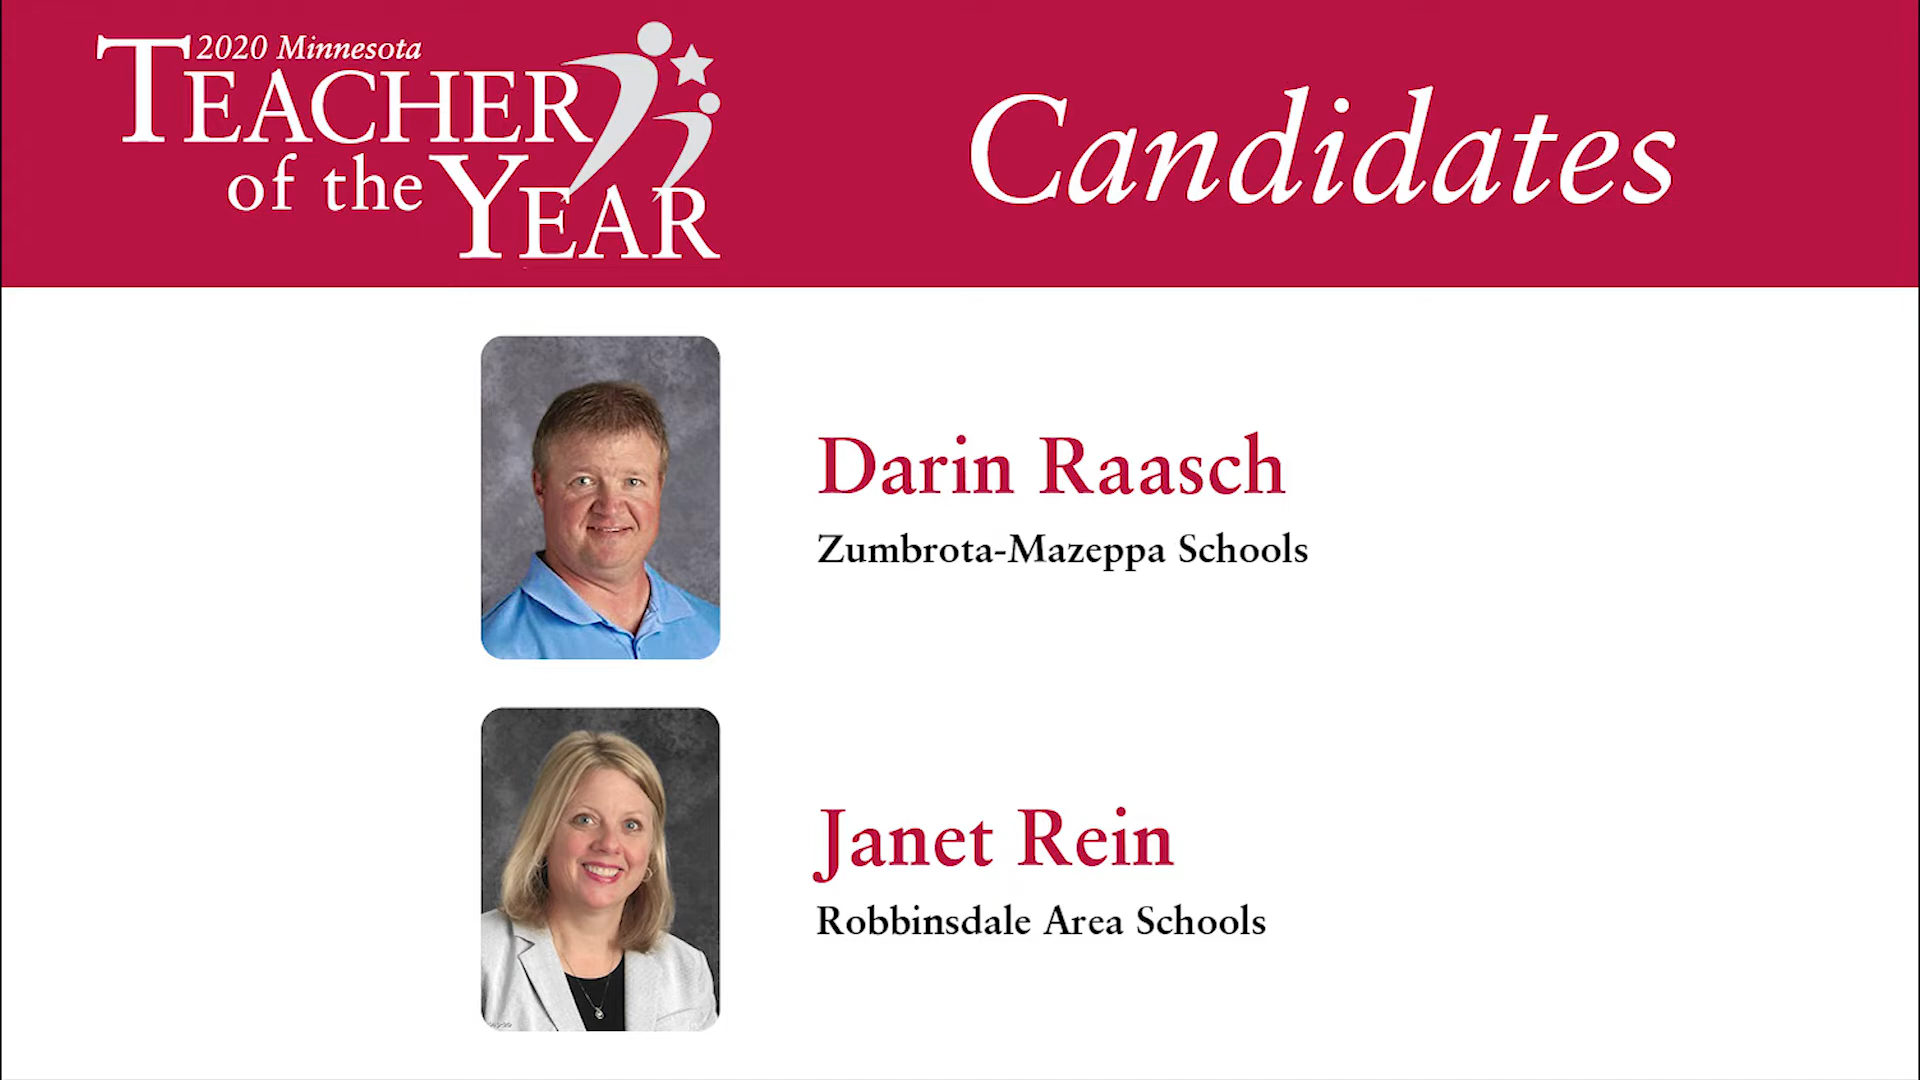 2020 Minnesota
TEACHER
of the YEAR
Candidates
Darin Raasch
Zumbrota-Mazeppa Schools
Janet Rein
Robbinsdale Area Schools